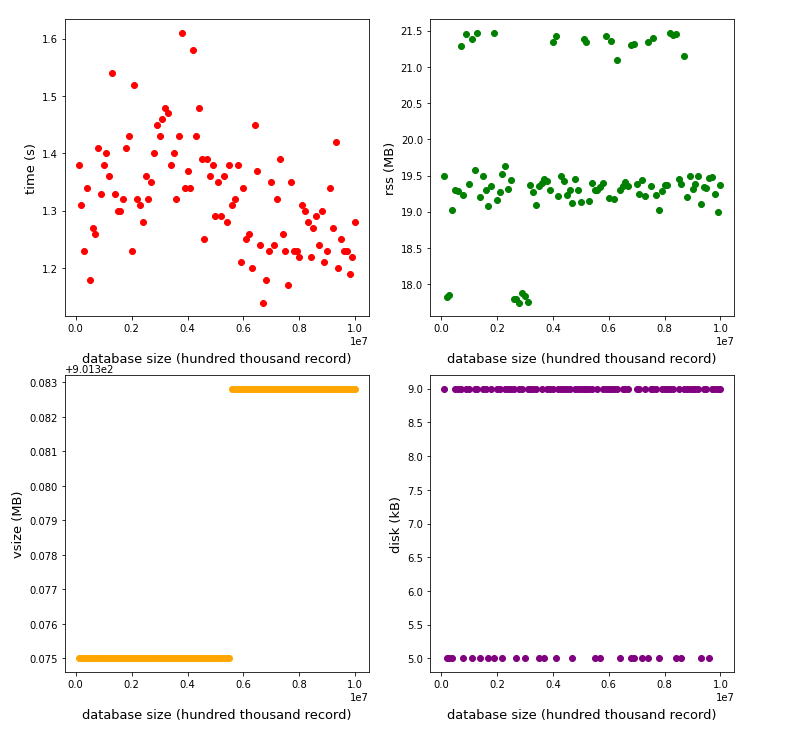 1.6
1.5
1.4
1.3
1.2
time (s)
0.0 0.2 0.4 0.6 0.8 1.0
1e7
database size (hundred thousand record)
21.5
21.0
20.5
20.0
19.5
19.0
18.5
18.0
rss (MB)
0.0 0.2 0.4 0.6 0.8 1.0
1e7
database size (hundred thousand record)
+9.013e2
0.083
0.082
0.081
0.080
0.079
0.078
0.077
0.076
0.075
vsize (MB)
0.0 0.2 0.4 0.6 0.8 1.0
1e7
database size (hundred thousand record)
9.0
8.5
8.0
7.5
7.0
6.5
6.0
5.5
5.0
disk (kB)
0.0 0.2 0.4 0.6 0.8 1.0
1e7
database size (hundred thousand record)